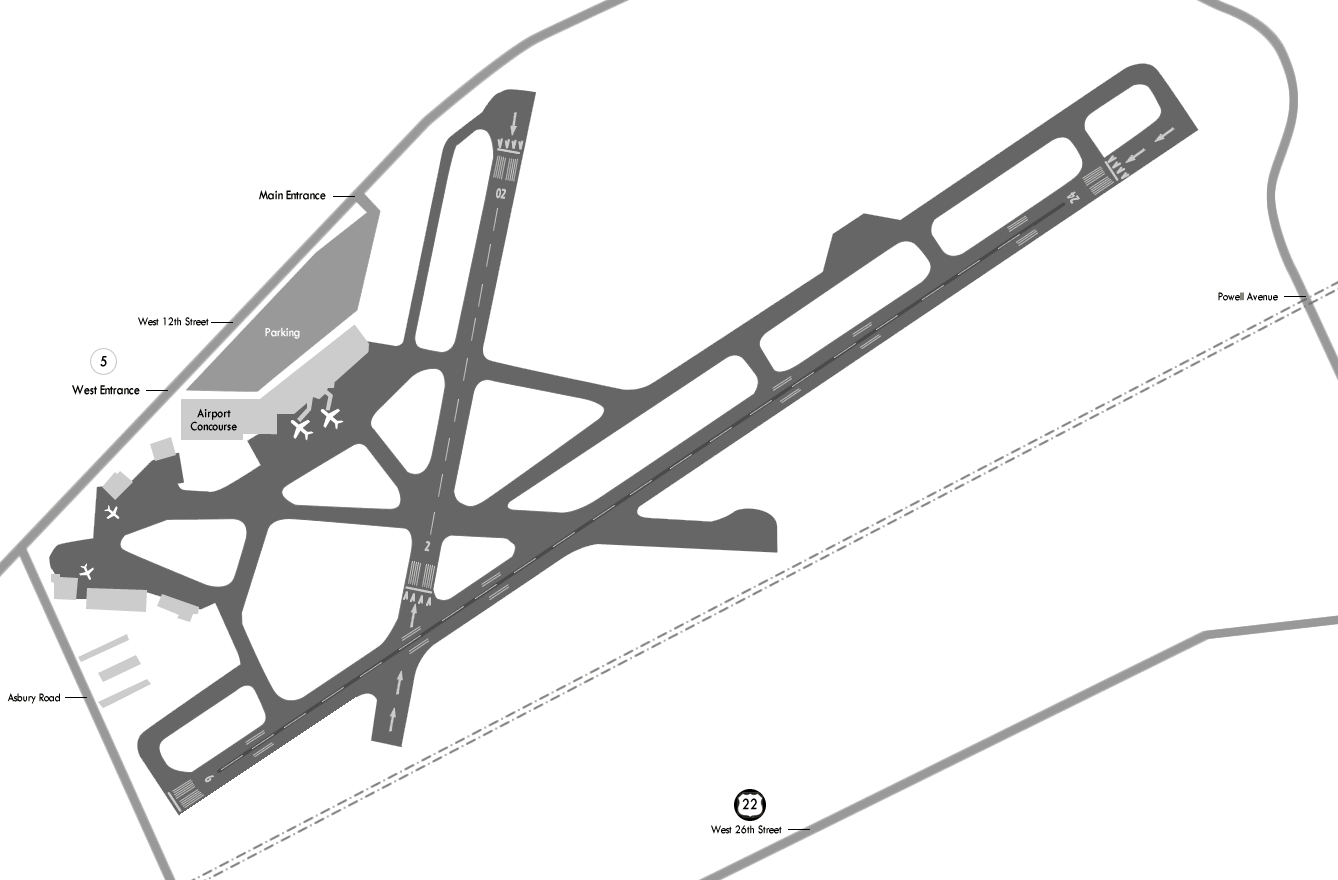 02
Main Entrance
24
Powell Avenue
West 12th Street
Parking
5
West Entrance
Airport
Concourse
2
Asbury Road
6
22
West 26th Street